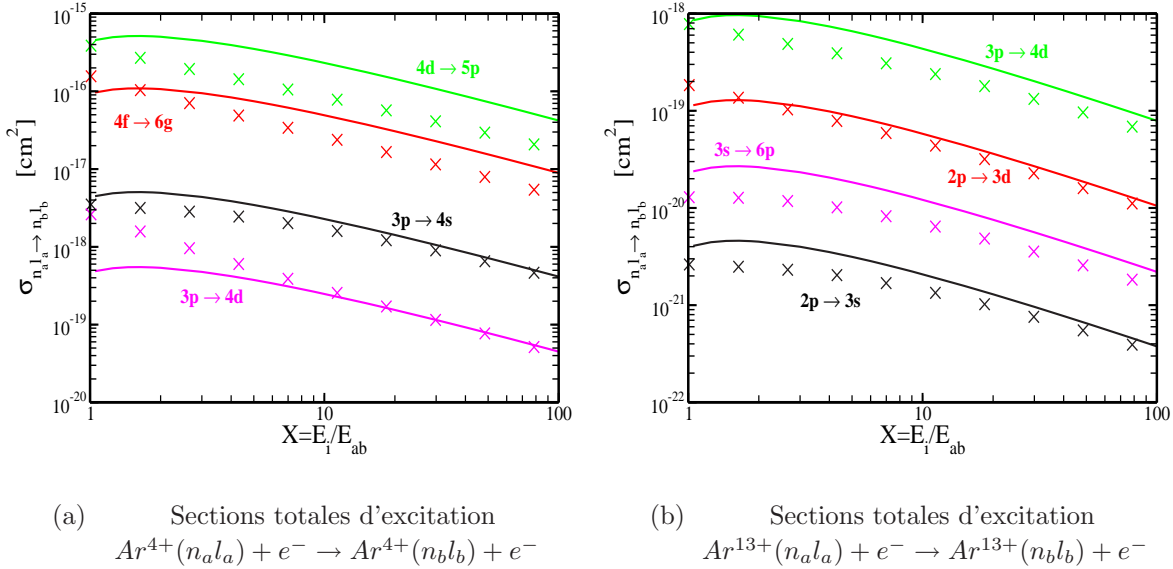 10^-15
10^-16
10^-17
10^-18
10^-19
10^-20
σ_{n_a l_a → n_b l_b} [cm^2]
4d → 5p
4f → 6g
3p → 4s
3p → 4d
1 10 100
X=E_i/E_ab
10^-18
10^-19
10^-20
10^-21
10^-22
σ_{n_a l_a → n_b l_b} [cm^2]
3p → 4d
3s → 6p
2p → 3d
2p → 3s
1 10 100
X=E_i/E_ab
(a) Sections totales d'excitation
Ar^{4+}(n_a l_a) + e^- → Ar^{4+}(n_b l_b) + e^-
(b) Sections totales d'excitation
Ar^{13+}(n_a l_a) + e^- → Ar^{13+}(n_b l_b) + e^-